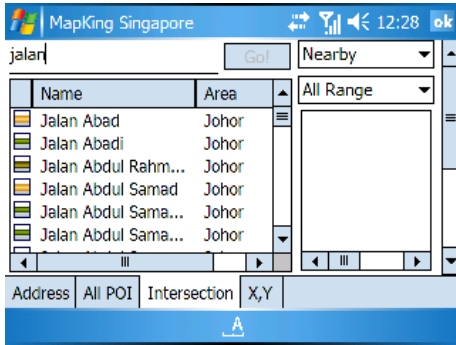 MapKing Singapore 12:28 ok
jalan Go! Nearby
Name Area All Range
Jalan Abad Johor
Jalan Abadi Johor
Jalan Abdul Rahm... Johor
Jalan Abdul Samad Johor
Jalan Abdul Sama... Johor
Jalan Abdul Sama... Johor
Address All POI Intersection X,Y
A